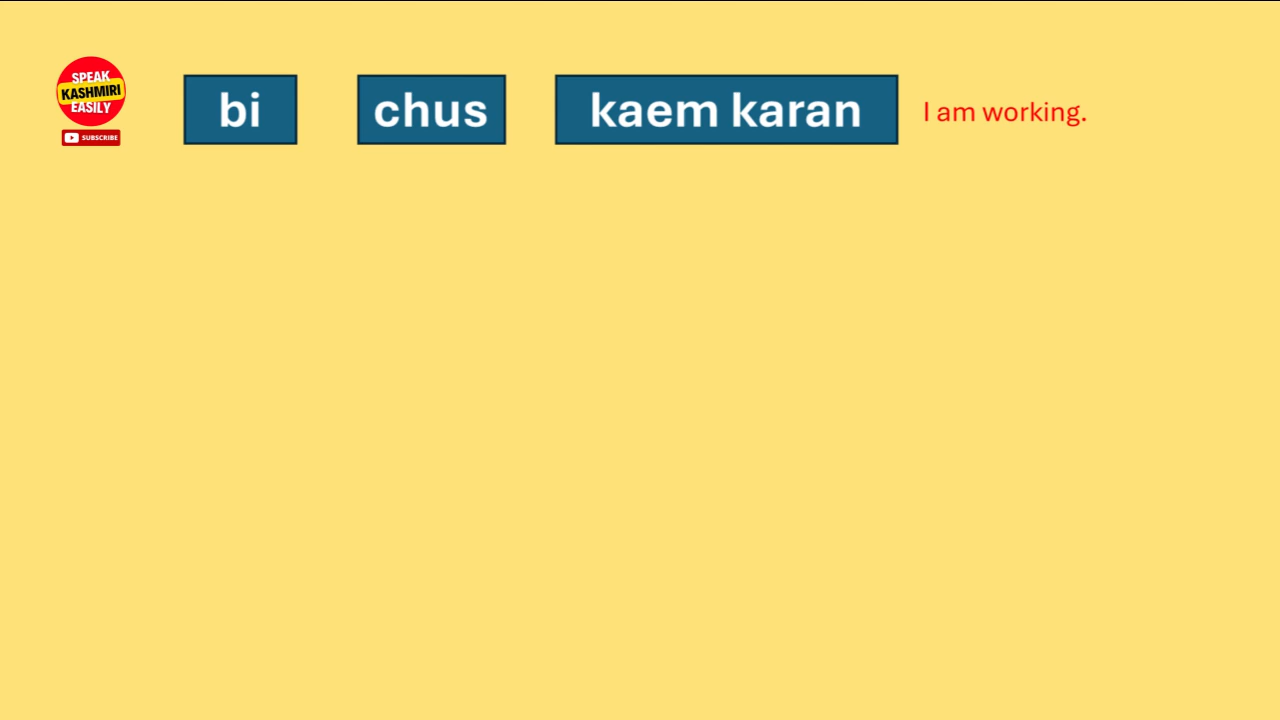 SPEAK
KASHMIRI
EASILY
SUBSCRIBE
bi chus kaem karan I am working.